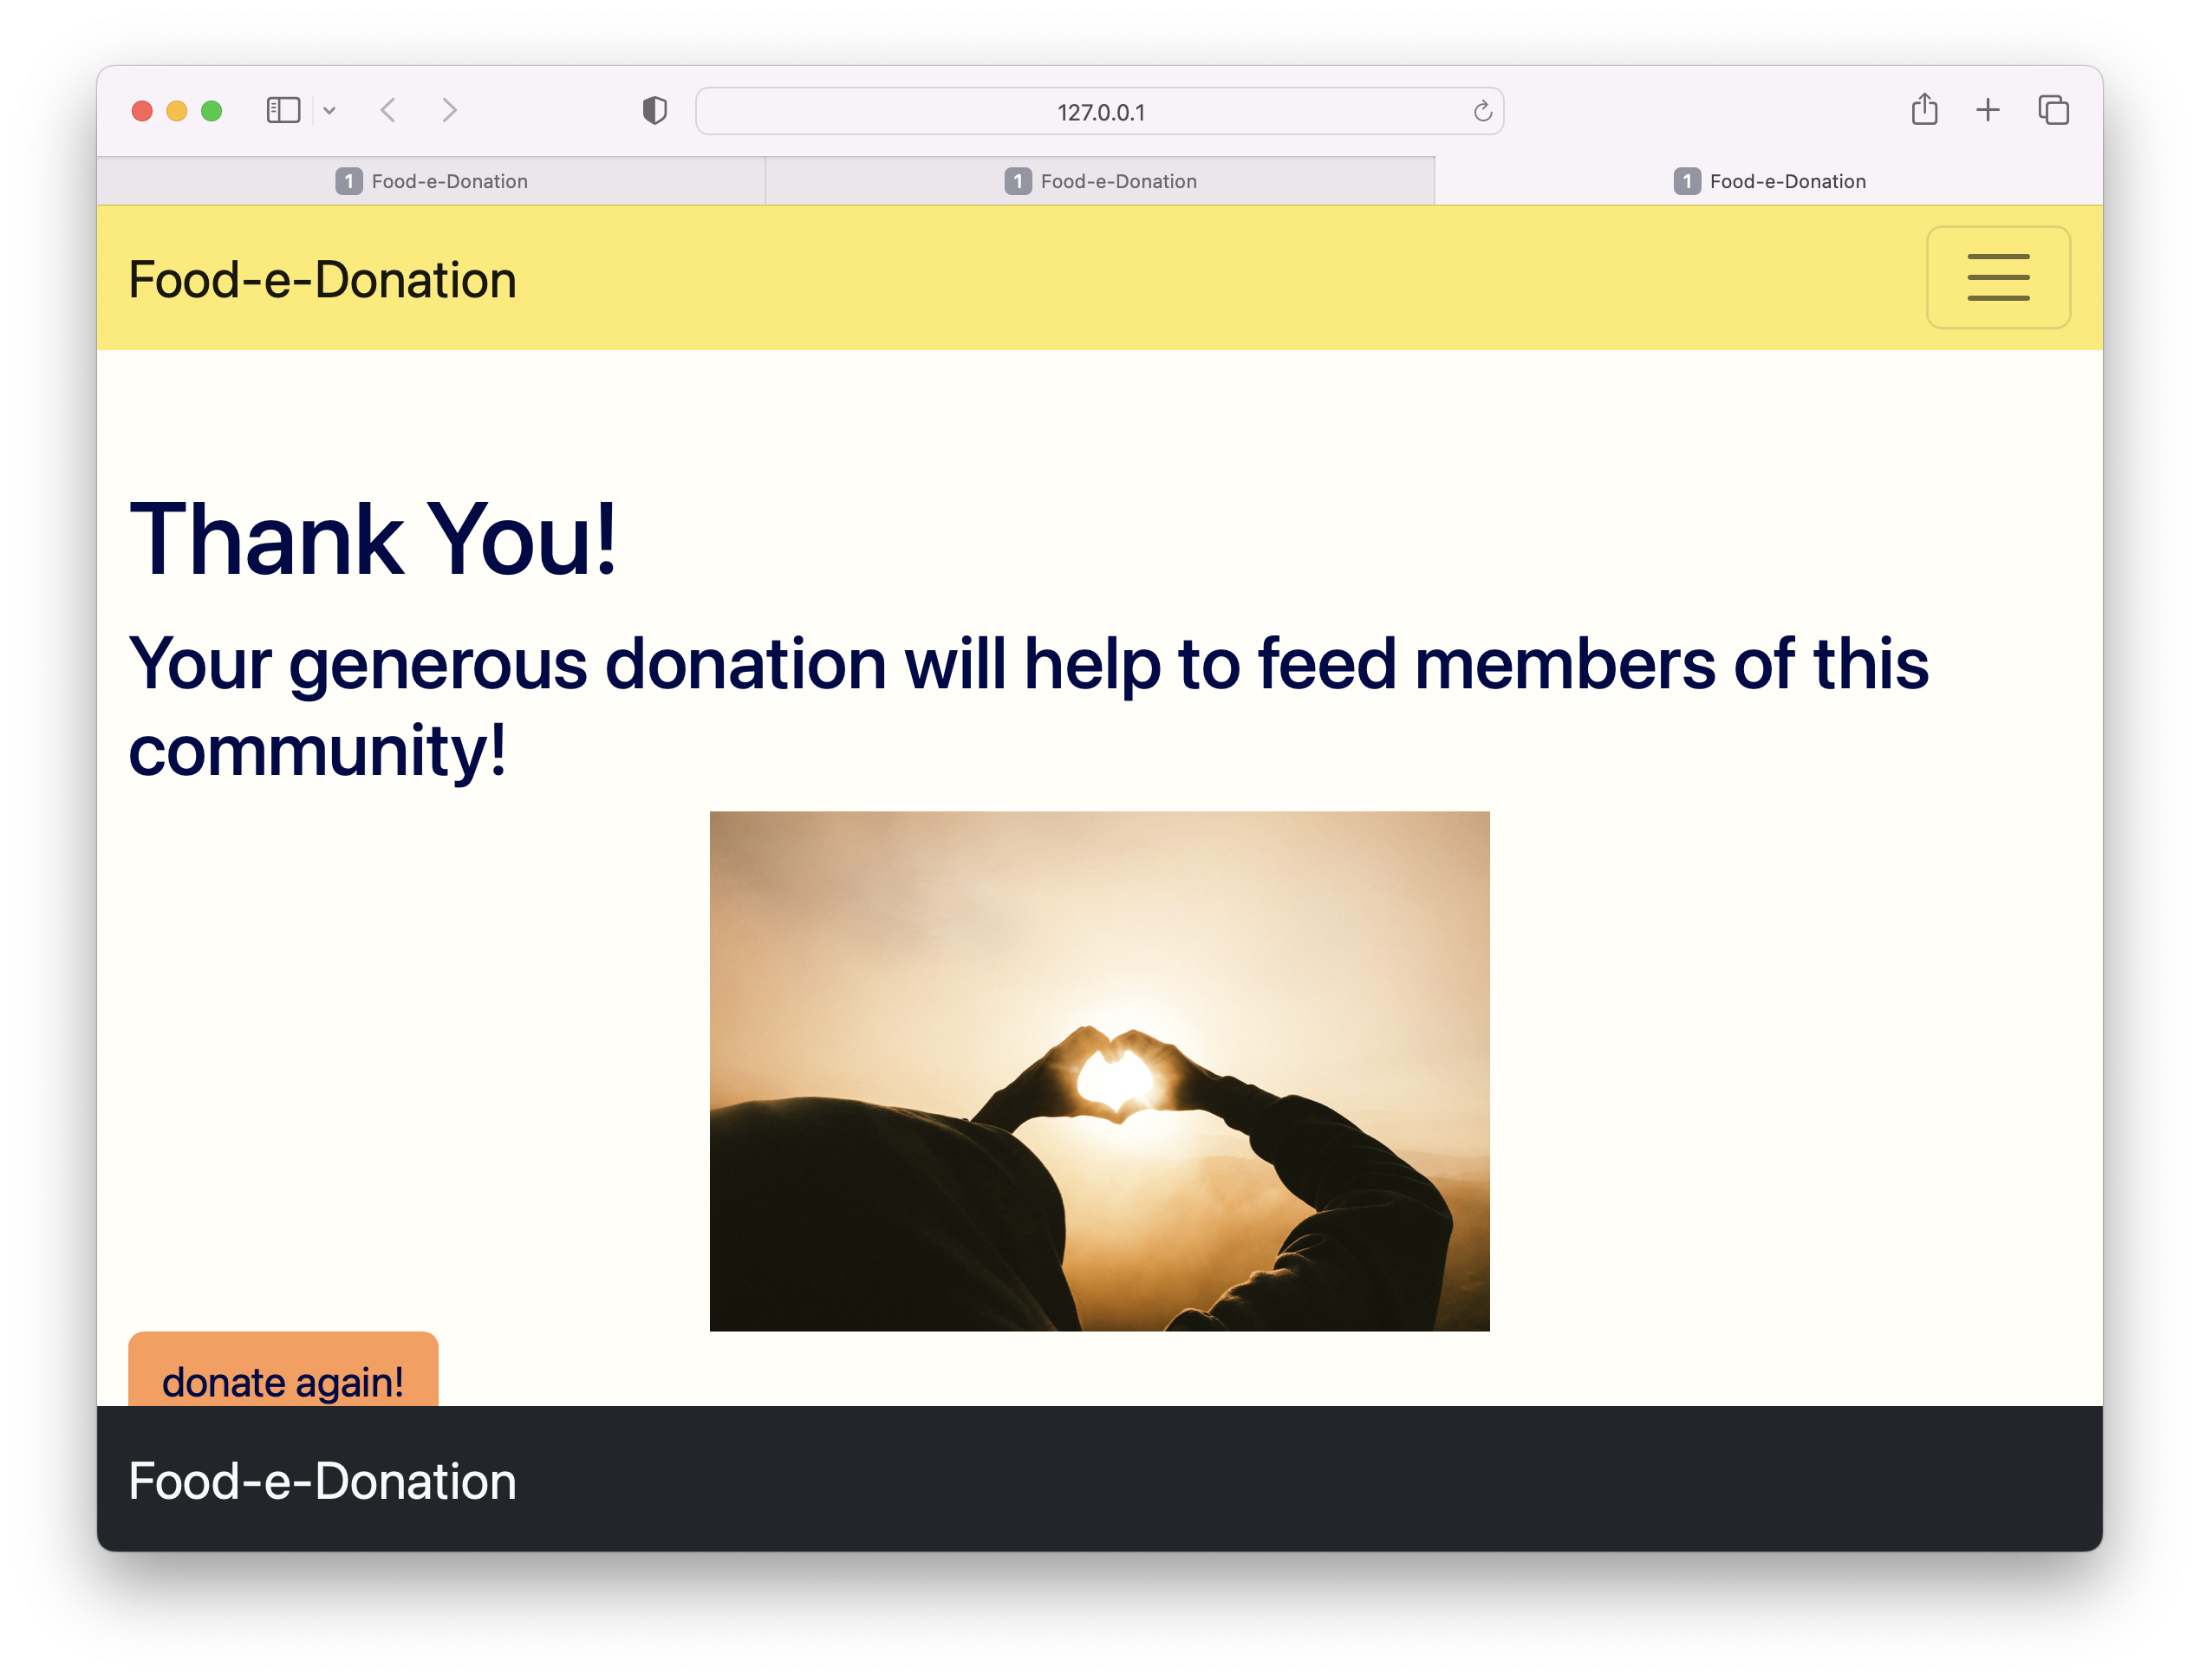 127.0.0.1
1 Food-e-Donation
1 Food-e-Donation
1 Food-e-Donation
Food-e-Donation
Thank You!
Your generous donation will help to feed members of this
community!
donate again!
Food-e-Donation